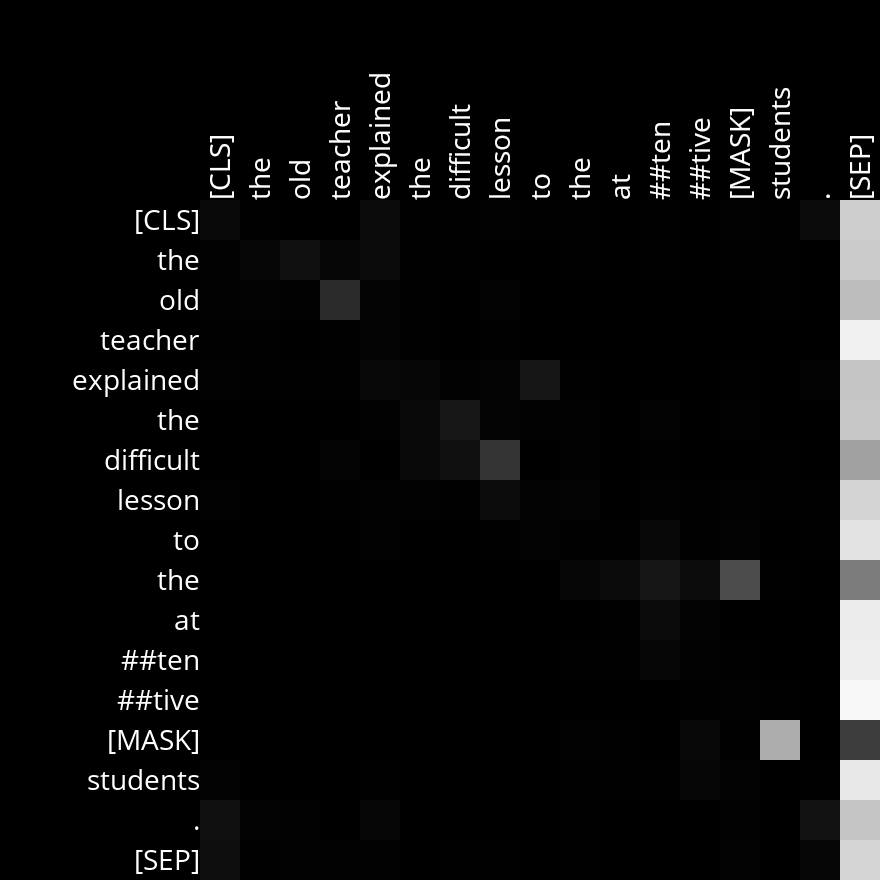 [CLS] the old teacher explained the difficult lesson to the at ##ten ##tive [MASK] students . [SEP]
[CLS]
the
old
teacher
explained
the
difficult
lesson
to
the
at
##ten
##tive
[MASK]
students
.
[SEP]